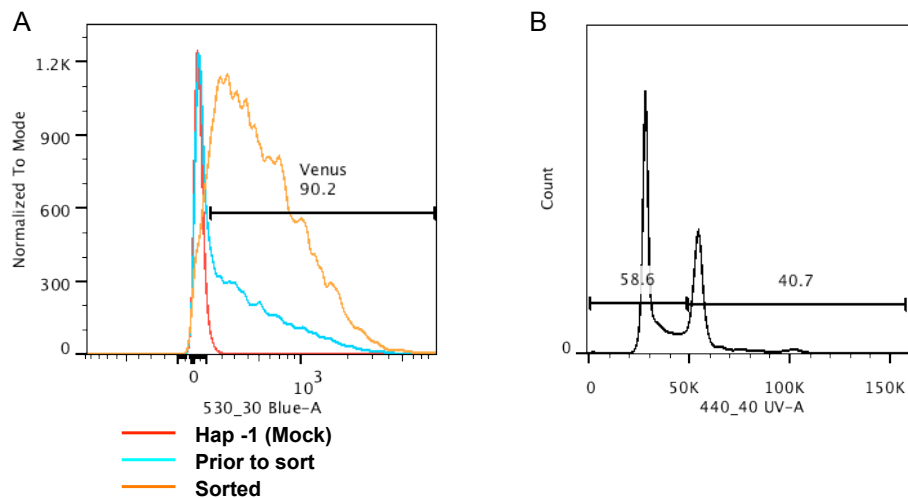 A
B
1.2K
900
600
300
0
Normalized To Mode
Venus
90.2
0
10³
530_30 Blue-A
Hap -1 (Mock)
Prior to sort
Sorted
Count
0
58.6
40.7
0
50K
100K
150K
440_40 UV-A